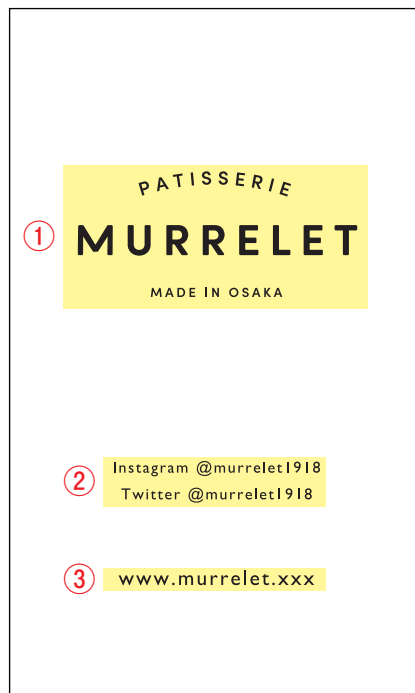 ①
PATISSERIE
MURRELET
MADE IN OSAKA
②
Instagram @murrelet1918
Twitter @murrelet1918
③
www.murrelet.xxx